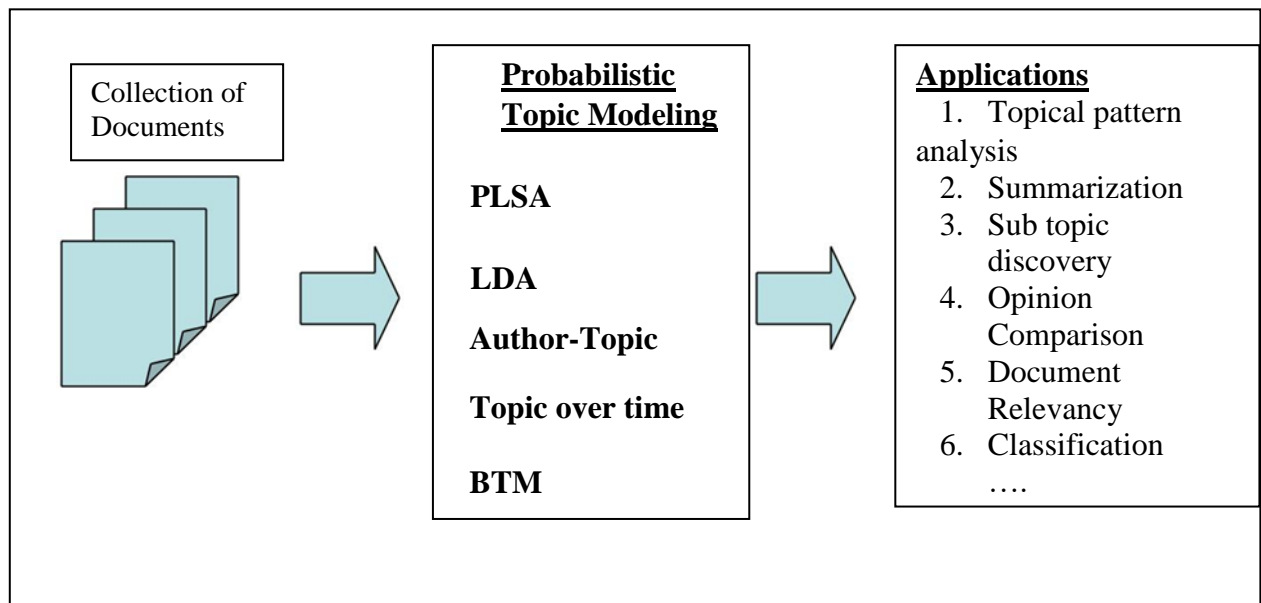 Collection of
Documents
Probabilistic
Topic Modeling
PLSA
LDA
Author-Topic
Topic over time
BTM
Applications
1. Topical pattern
analysis
2. Summarization
3. Sub topic
discovery
4. Opinion
Comparison
5. Document
Relevancy
6. Classification
….